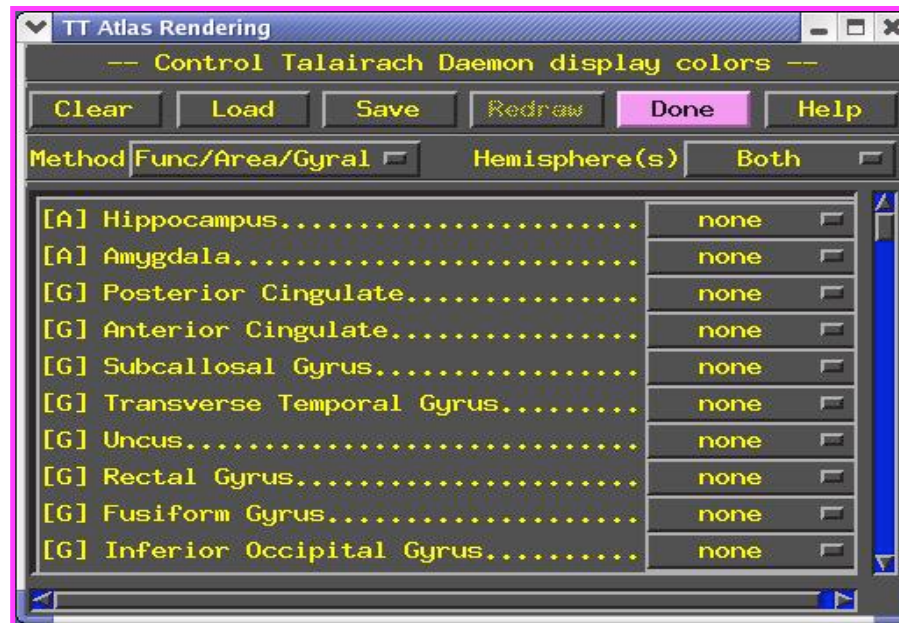 TT Atlas Rendering
-- Control Talairach Daemon display colors --
Clear Load Save Redraw Done Help
Method Func/Area/Gyral Hemisphere(s) Both
[A] Hippocampus......................... none
[A] Amygdala............................ none
[G] Posterior Cingulate................ none
[G] Anterior Cingulate................. none
[G] Subcallosal Gyrus.................. none
[G] Transverse Temporal Gyrus......... none
[G] Uncus............................... none
[G] Rectal Gyrus........................ none
[G] Fusiform Gyrus..................... none
[G] Inferior Occipital Gyrus.......... none